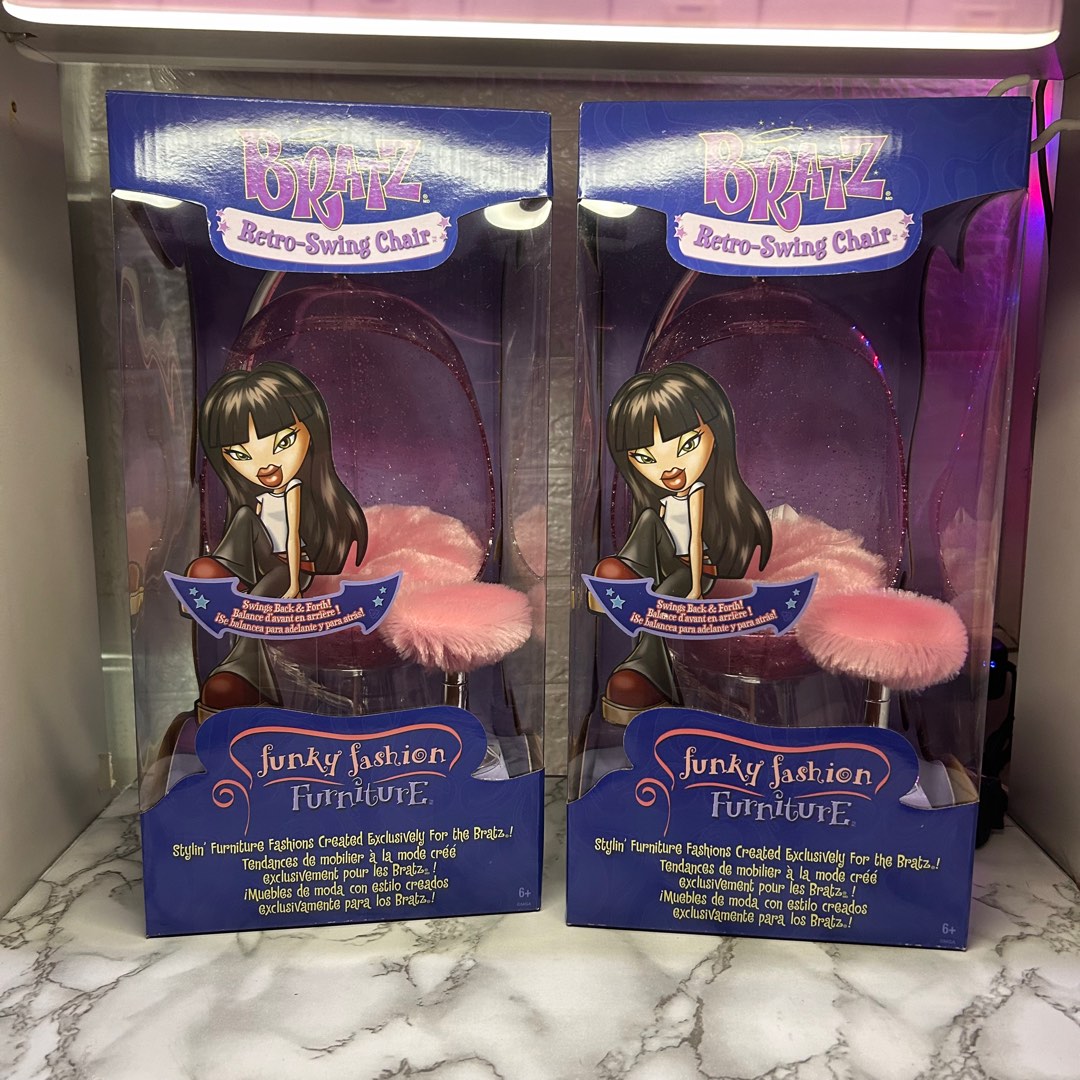 BRATZ
Retro-Swing Chair
Swings Back & Forth!
Balance d'avant en arrière !
¡Se balancea para adelante y para atrás!
funky fashion
FURNITURE
Stylin' Furniture Fashions Created Exclusively For the Bratz!
Tendances de mobilier à la mode créé
exclusivement pour les Bratz !
¡Muebles de moda con estilo creados
exclusivamente para los Bratz!
6+
BRATZ
Retro-Swing Chair
Swings Back & Forth!
Balance d'avant en arrière !
¡Se balancea para adelante y para atrás!
funky fashion
FURNITURE
Stylin' Furniture Fashions Created Exclusively For the Bratz!
Tendances de mobilier à la mode créé
exclusivement pour les Bratz !
¡Muebles de moda con estilo creados
exclusivamente para los Bratz!
6+